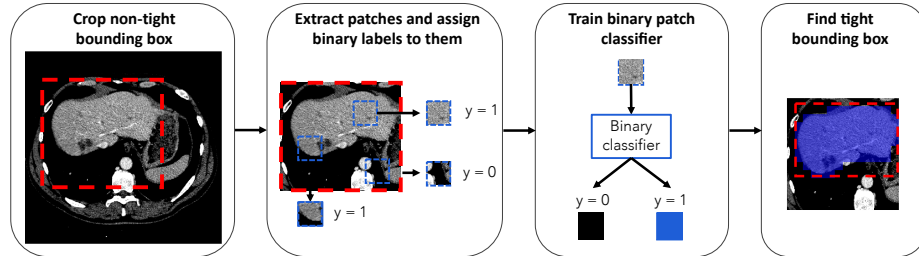 Crop non-tight
bounding box
Extract patches and assign
binary labels to them
y = 1
y = 0
y = 1
Train binary patch
classifier
Binary
classifier
y = 0
y = 1
Find tight
bounding box